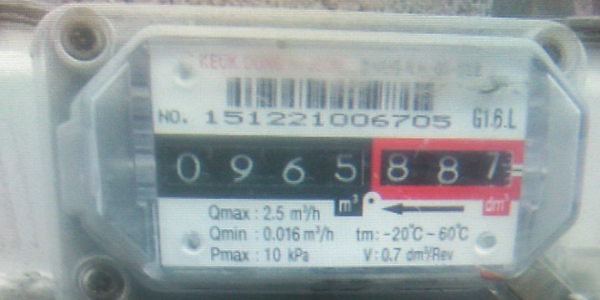 NO. 151221006705 G1.6.L
0965887
m³ dm³
Qmax : 2.5 m³/h
Qmin : 0.016 m³/h tm: -20°C - 60°C
Pmax : 10 kPa V : 0.7 dm³/Rev